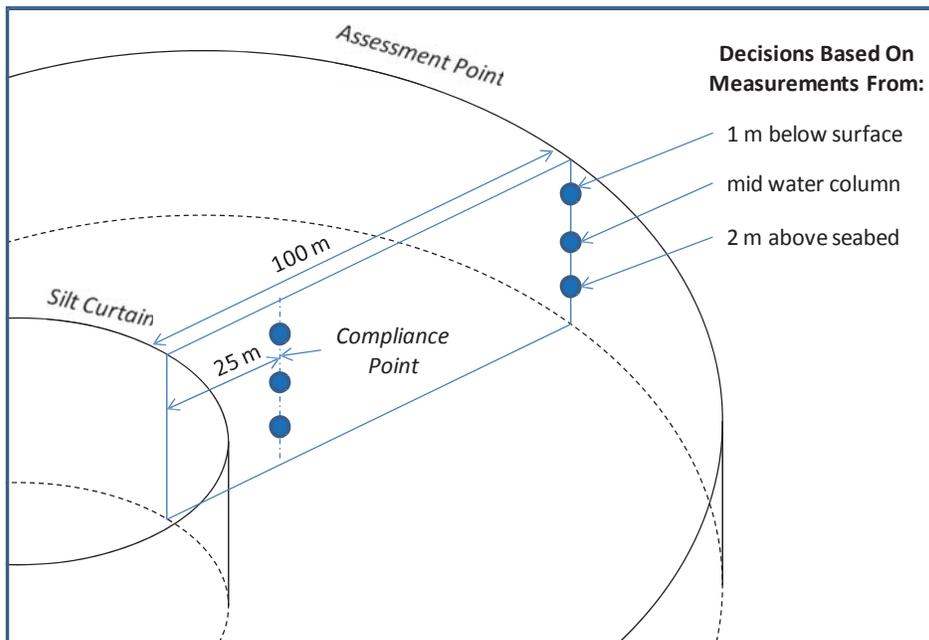 Assessment Point
Decisions Based On
Measurements From:
1 m below surface
mid water column
2 m above seabed
100 m
Silt Curtain
25 m
Compliance
Point